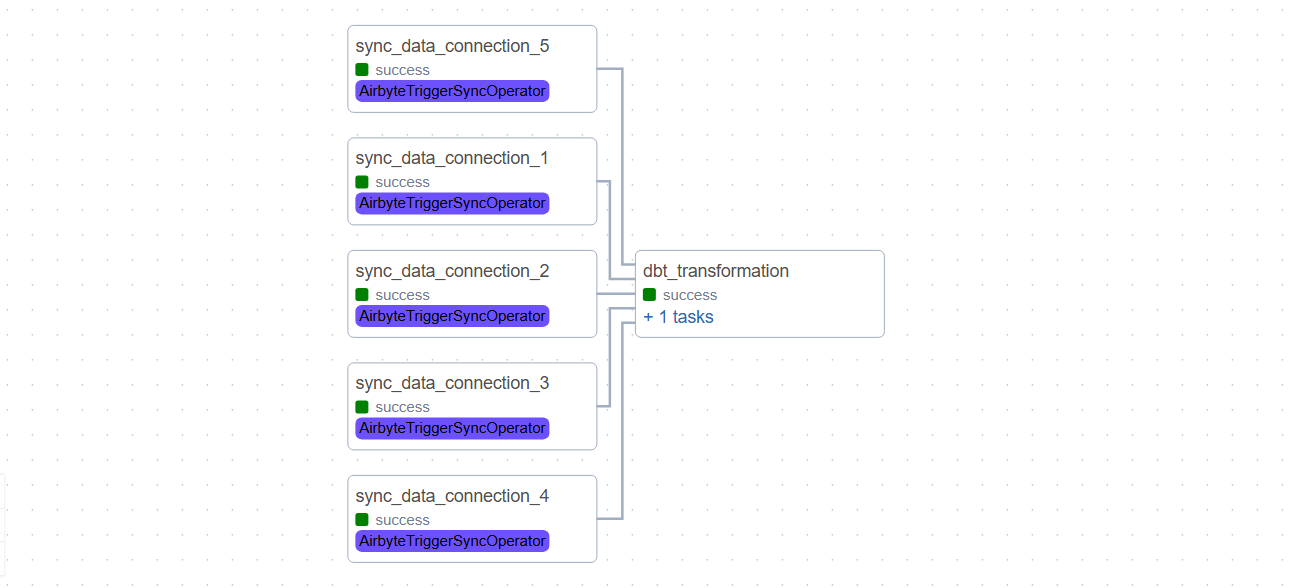 sync_data_connection_5
success
AirbyteTriggerSyncOperator
sync_data_connection_1
success
AirbyteTriggerSyncOperator
sync_data_connection_2
success
AirbyteTriggerSyncOperator
sync_data_connection_3
success
AirbyteTriggerSyncOperator
sync_data_connection_4
success
AirbyteTriggerSyncOperator
dbt_transformation
success
+ 1 tasks